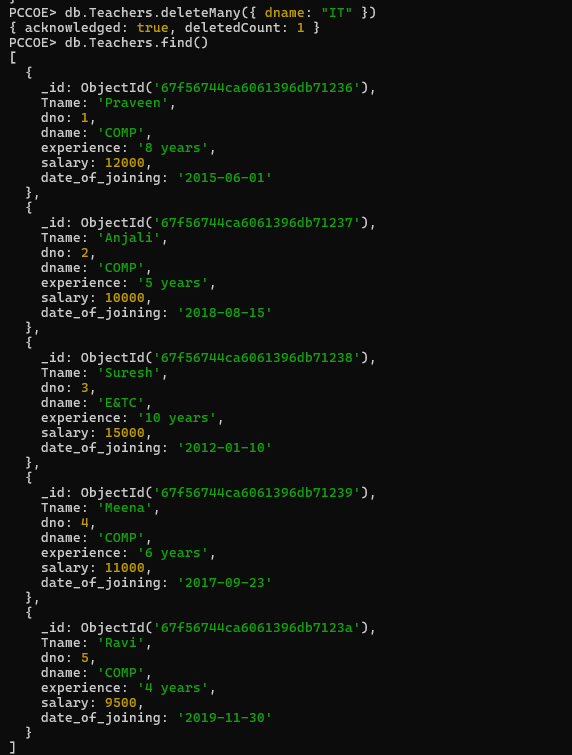 PCCOE> db.Teachers.deleteMany({ dname: "IT" })
{ acknowledged: true, deletedCount: 1 }
PCCOE> db.Teachers.find()
[
  {
    _id: ObjectId('67f56744ca6061396db71236'),
    Tname: 'Praveen',
    dno: 1,
    dname: 'COMP',
    experience: '8 years',
    salary: 12000,
    date_of_joining: '2015-06-01'
  },
  {
    _id: ObjectId('67f56744ca6061396db71237'),
    Tname: 'Anjali',
    dno: 2,
    dname: 'COMP',
    experience: '5 years',
    salary: 10000,
    date_of_joining: '2018-08-15'
  },
  {
    _id: ObjectId('67f56744ca6061396db71238'),
    Tname: 'Suresh',
    dno: 3,
    dname: 'E&TC',
    experience: '10 years',
    salary: 15000,
    date_of_joining: '2012-01-10'
  },
  {
    _id: ObjectId('67f56744ca6061396db71239'),
    Tname: 'Meena',
    dno: 4,
    dname: 'COMP',
    experience: '6 years',
    salary: 11000,
    date_of_joining: '2017-09-23'
  },
  {
    _id: ObjectId('67f56744ca6061396db7123a'),
    Tname: 'Ravi',
    dno: 5,
    dname: 'COMP',
    experience: '4 years',
    salary: 9500,
    date_of_joining: '2019-11-30'
  }
]